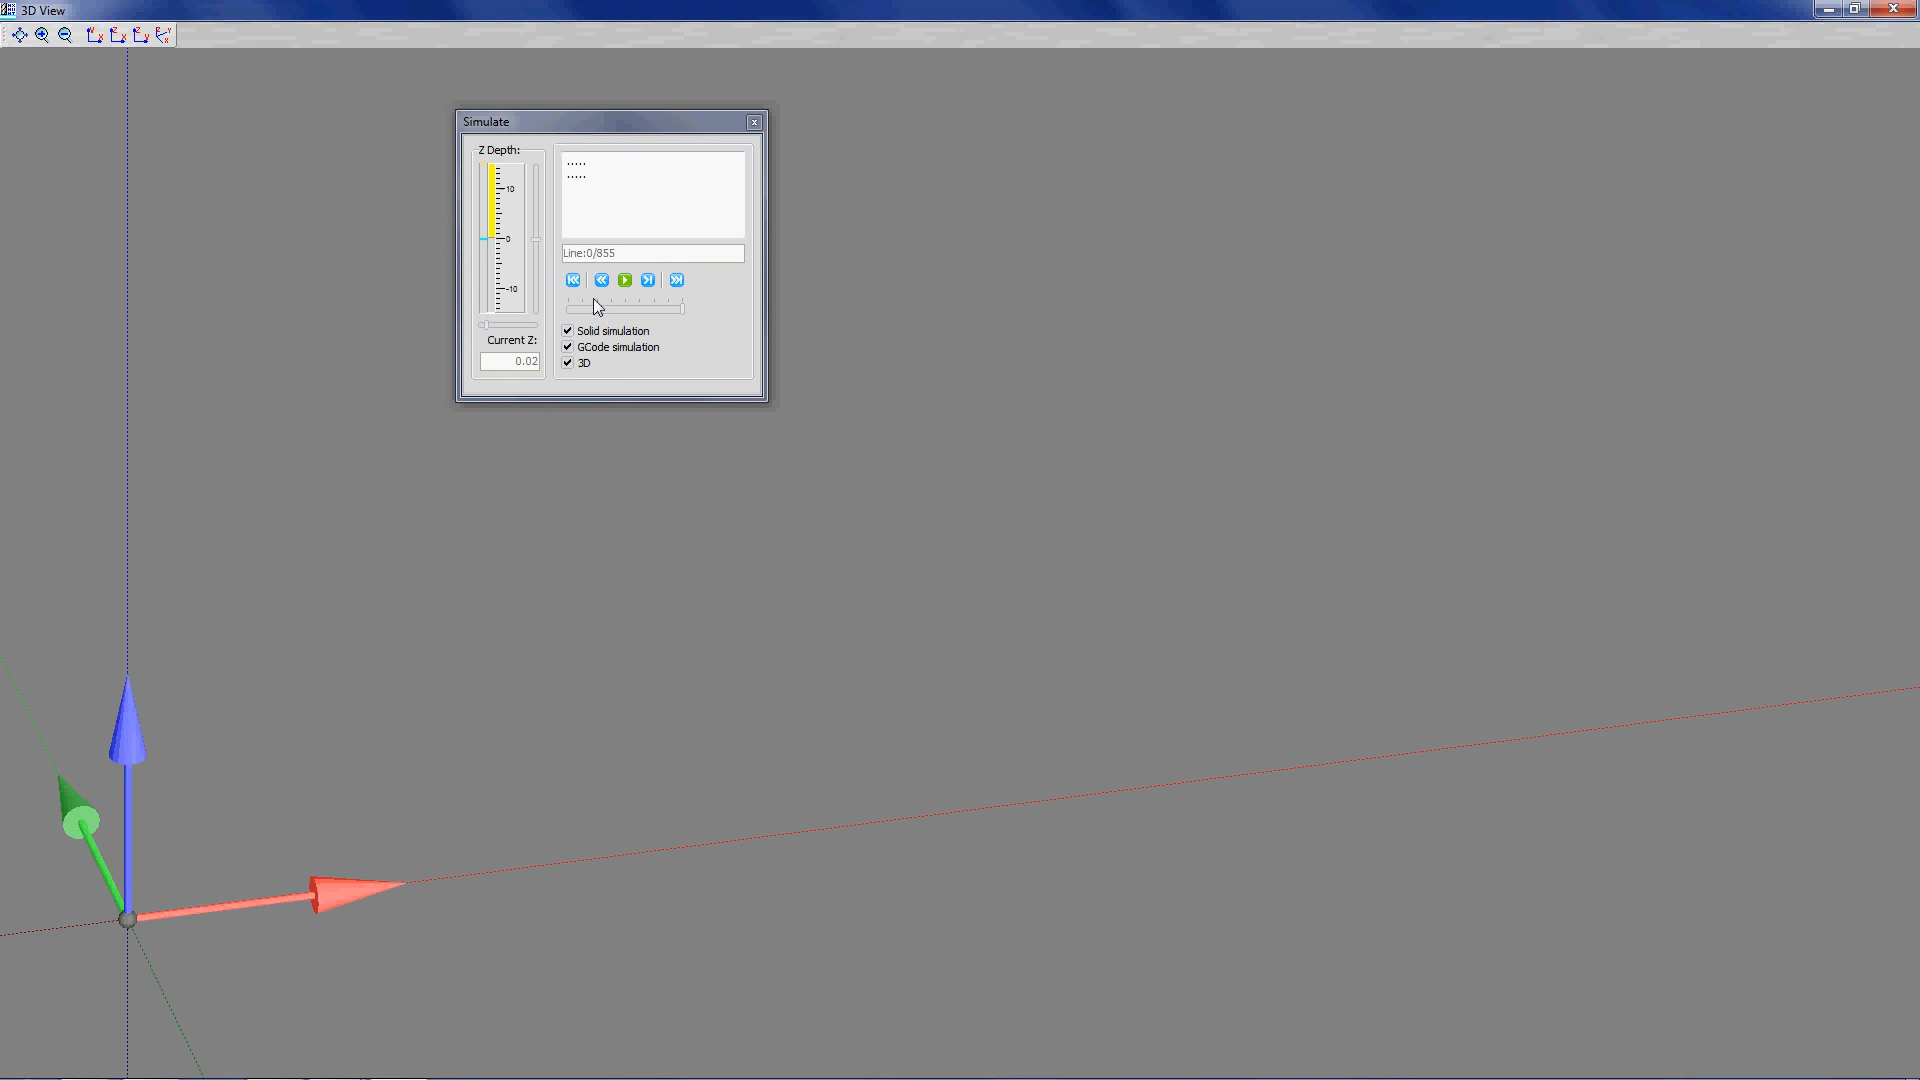 3D View
Simulate
Z Depth:
10
0
-10
.....
.....
Line:0/855
Solid simulation
GCode simulation
3D
Current Z:
0.02